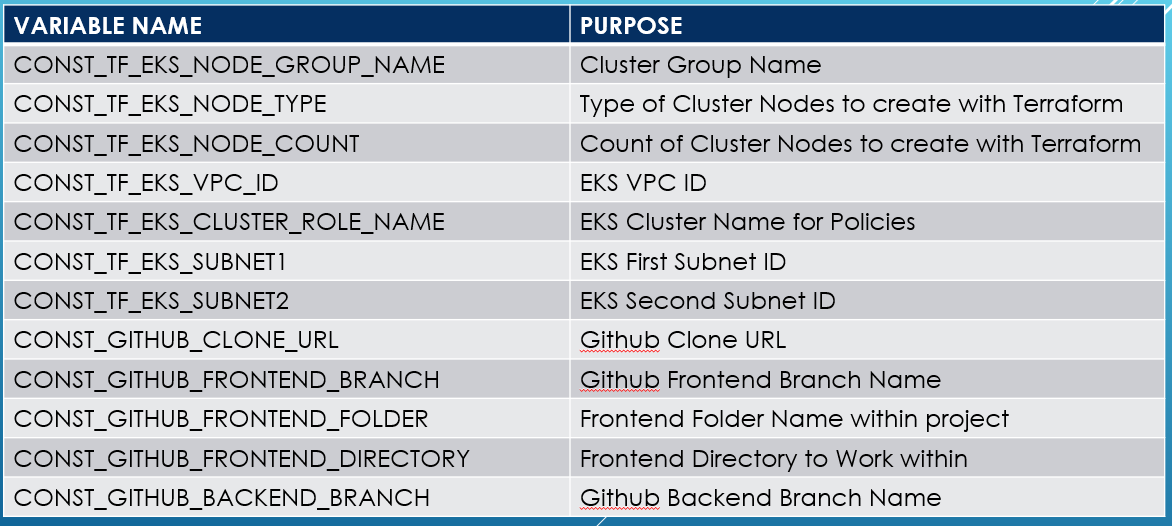 VARIABLE NAME PURPOSE
CONST_TF_EKS_NODE_GROUP_NAME Cluster Group Name
CONST_TF_EKS_NODE_TYPE Type of Cluster Nodes to create with Terraform
CONST_TF_EKS_NODE_COUNT Count of Cluster Nodes to create with Terraform
CONST_TF_EKS_VPC_ID EKS VPC ID
CONST_TF_EKS_CLUSTER_ROLE_NAME EKS Cluster Name for Policies
CONST_TF_EKS_SUBNET1 EKS First Subnet ID
CONST_TF_EKS_SUBNET2 EKS Second Subnet ID
CONST_GITHUB_CLONE_URL Github Clone URL
CONST_GITHUB_FRONTEND_BRANCH Github Frontend Branch Name
CONST_GITHUB_FRONTEND_FOLDER Frontend Folder Name within project
CONST_GITHUB_FRONTEND_DIRECTORY Frontend Directory to Work within
CONST_GITHUB_BACKEND_BRANCH Github Backend Branch Name